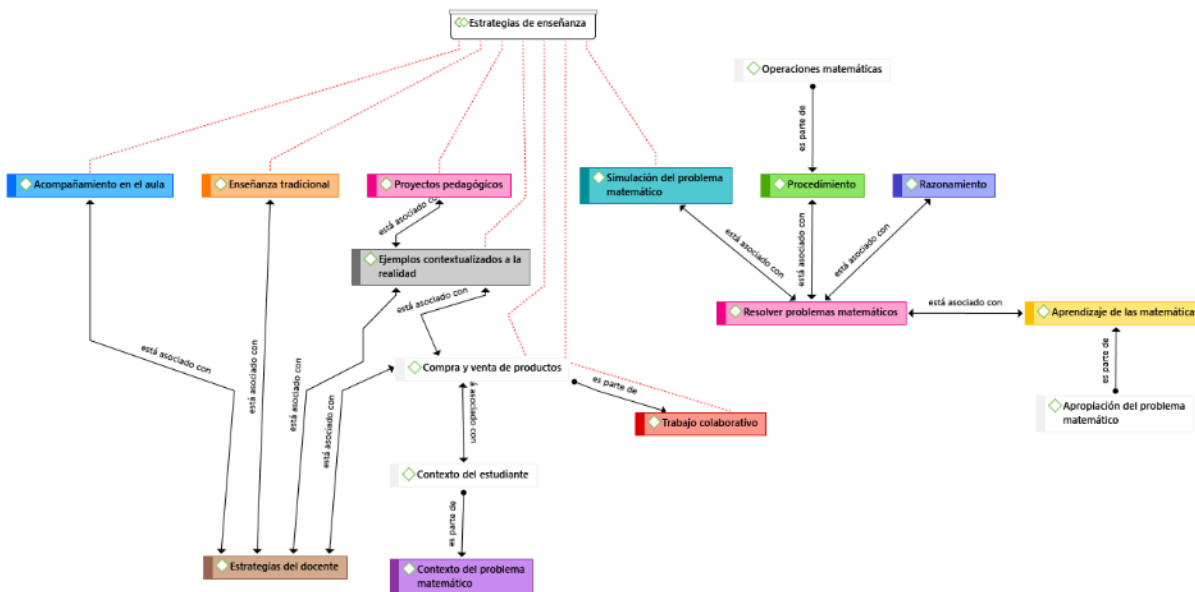 Estrategias de enseñanza
Operaciones matemáticas
es parte de
Acompañamiento en el aula
Enseñanza tradicional
Proyectos pedagógicos
Simulación del problema
matemático
Procedimiento
Razonamiento
está asociado con
Ejemplos contextualizados a la
realidad
está asociado con
está asociado con
está asociado con
está asociado con
Resolver problemas matemáticos
está asociado con
Aprendizaje de las matemática
está asociado con
está asociado con
está asociado con
está asociado con
Compra y venta de productos
es parte de
es parte de
Trabajo colaborativo
Apropiación del problema
matemático
á asociado con
está asociado con
Contexto del estudiante
es parte de
Estrategias del docente
Contexto del problema
matemático